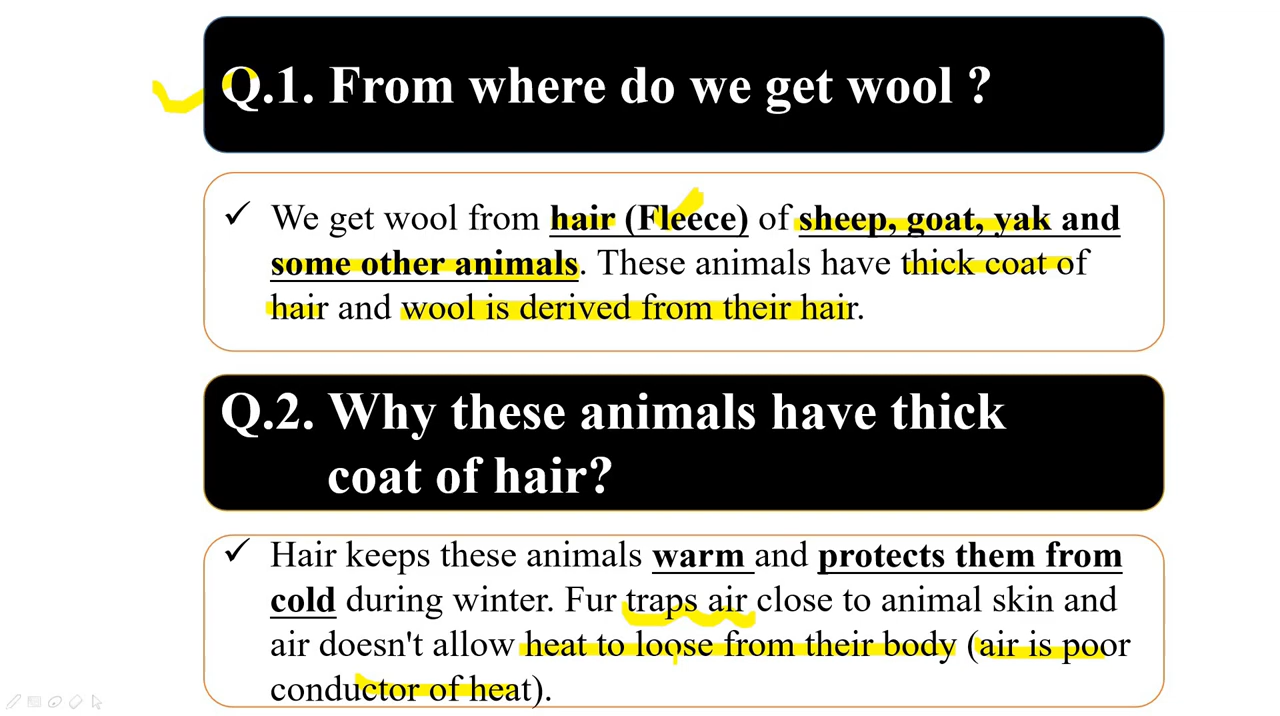 Q.1. From where do we get wool ?
✓ We get wool from hair (Fleece) of sheep, goat, yak and
some other animals. These animals have thick coat of
hair and wool is derived from their hair.
Q.2. Why these animals have thick
coat of hair?
✓ Hair keeps these animals warm and protects them from
cold during winter. Fur traps air close to animal skin and
air doesn't allow heat to loose from their body (air is poor
conductor of heat).